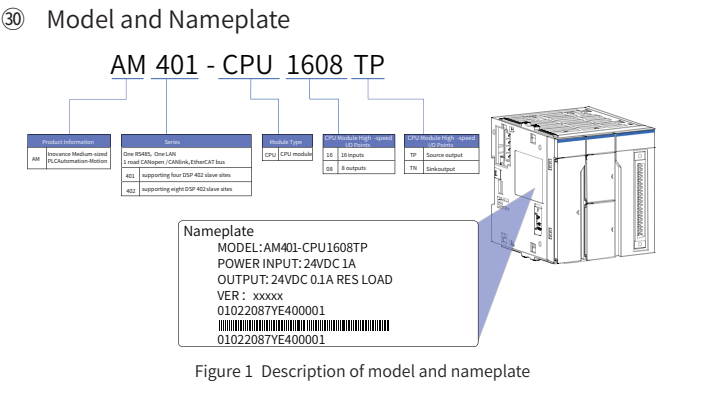 ㉚ Model and Nameplate
AM 401 - CPU 1608 TP
Product Information
AM
Inovance Medium-sized
PLCAutomation-Motion
Series
One RS485, One LAN
1 road CANopen /CANlink,EtherCAT bus
401 supporting four DSP 402 slave sites
402 supporting eight DSP 402 slave sites
Module Type
CPU CPU module
CPU Module High -speed
I/O Points
16 16 inputs
08 8 outputs
CPU Module High -speed
I/O Points
TP Source output
TN Sinkoutput
Nameplate
MODEL:AM401-CPU1608TP
POWER INPUT: 24VDC 1A
OUTPUT: 24VDC 0.1A RES LOAD
VER : xxxxx
01022087YE400001
01022087YE400001
Figure 1 Description of model and nameplate